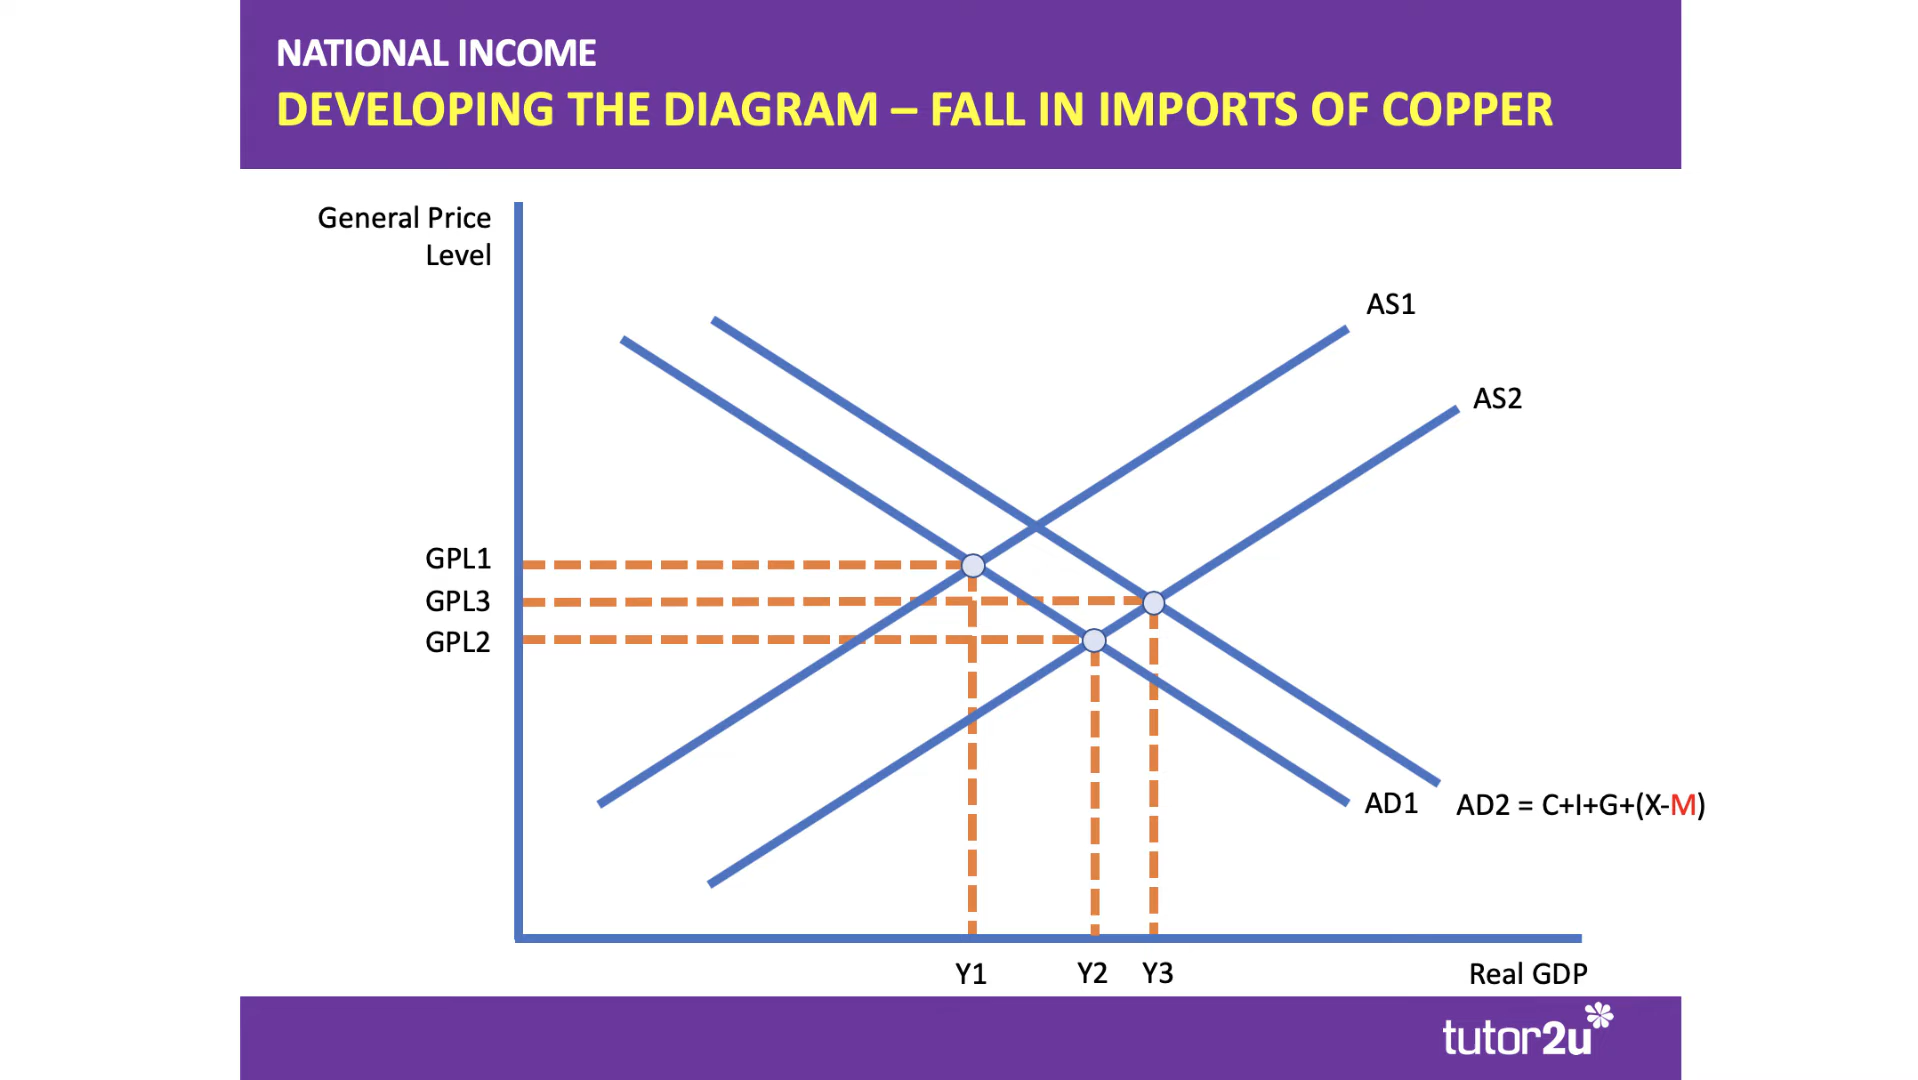 NATIONAL INCOME
DEVELOPING THE DIAGRAM – FALL IN IMPORTS OF COPPER
General Price
Level
AS1
AS2
GPL1
GPL3
GPL2
AD1
AD2 = C+I+G+(X-M)
Y1
Y2
Y3
Real GDP
tutor2u